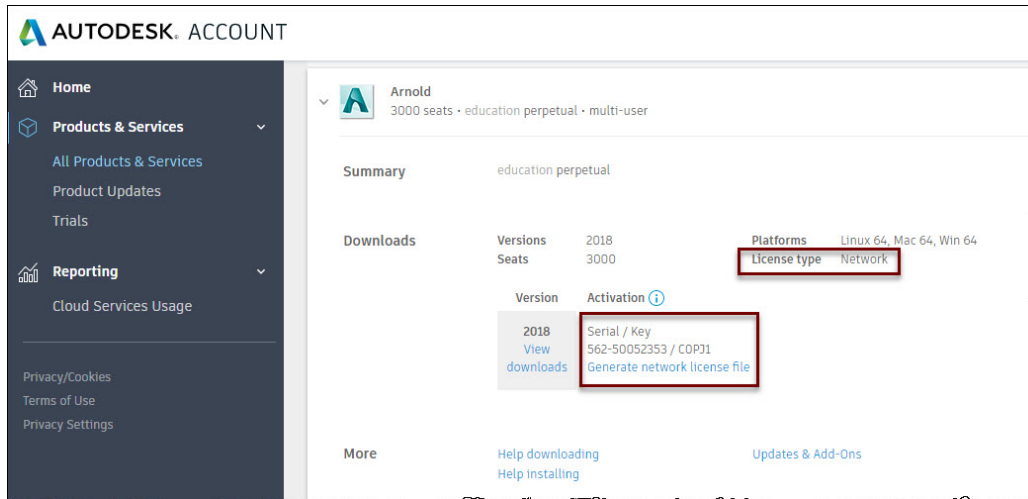 AUTODESK. ACCOUNT
Home
Products & Services
All Products & Services
Product Updates
Trials
Reporting
Cloud Services Usage
Privacy/Cookies
Terms of Use
Privacy Settings
Arnold
3000 seats · education perpetual · multi-user
Summary education perpetual
Downloads Versions 2018 Platforms Linux 64, Mac 64, Win 64
Seats 3000 License type Network
Version Activation i
2018 Serial / Key
View 562-50052353 / COPJ1
downloads Generate network license file
More Help downloading Updates & Add-Ons
Help installing